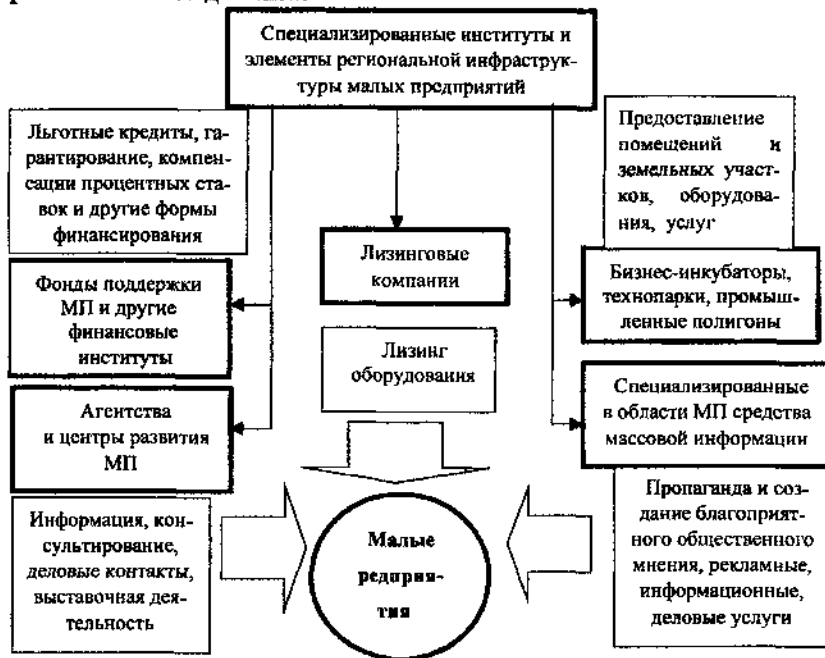 Специализированные институты и
элементы региональной инфраструк-
туры малых предприятий
Льготные кредиты, га-
рантирование, компен-
сации процентных ста-
вок и другие формы
финансирования
Предоставление
помещений и
земельных участ-
ков, оборудова-
ния, услуг
Лизинговые
компании
Фонды поддержки
МП и другие
финансовые
институты
Бизнес-инкубаторы,
технопарки, промыш-
ленные полигоны
Лизинг
оборудования
Агентства
и центры развития
МП
Специализированные
в области МП средства
массовой информации
Информация, кон-
сультирование,
деловые контакты,
выставочная дея-
тельность
Малые
редприя-
тия
Пропаганда и соз-
дание благоприят-
ного общественного
мнения, рекламные,
информационные,
деловые услуги